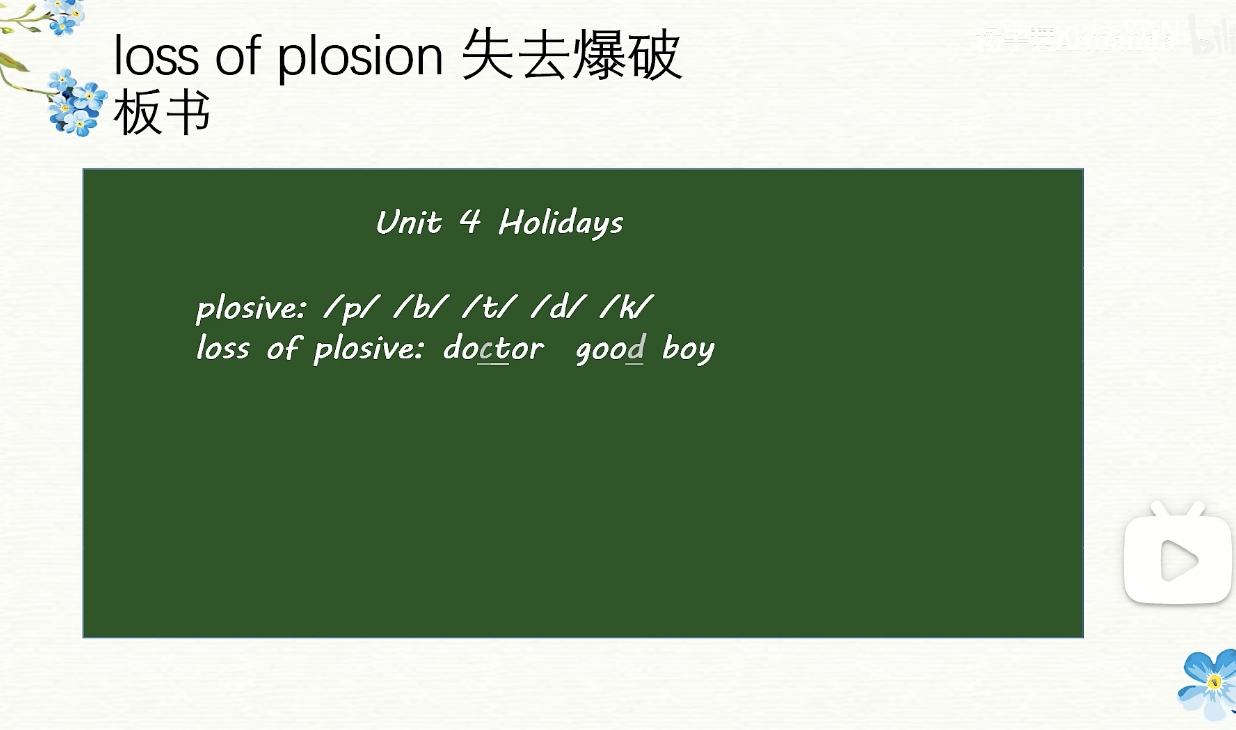 loss of plosion 失去爆破
板书
Unit 4 Holidays
plosive: /p/ /b/ /t/ /d/ /k/
loss of plosive: doctor good boy